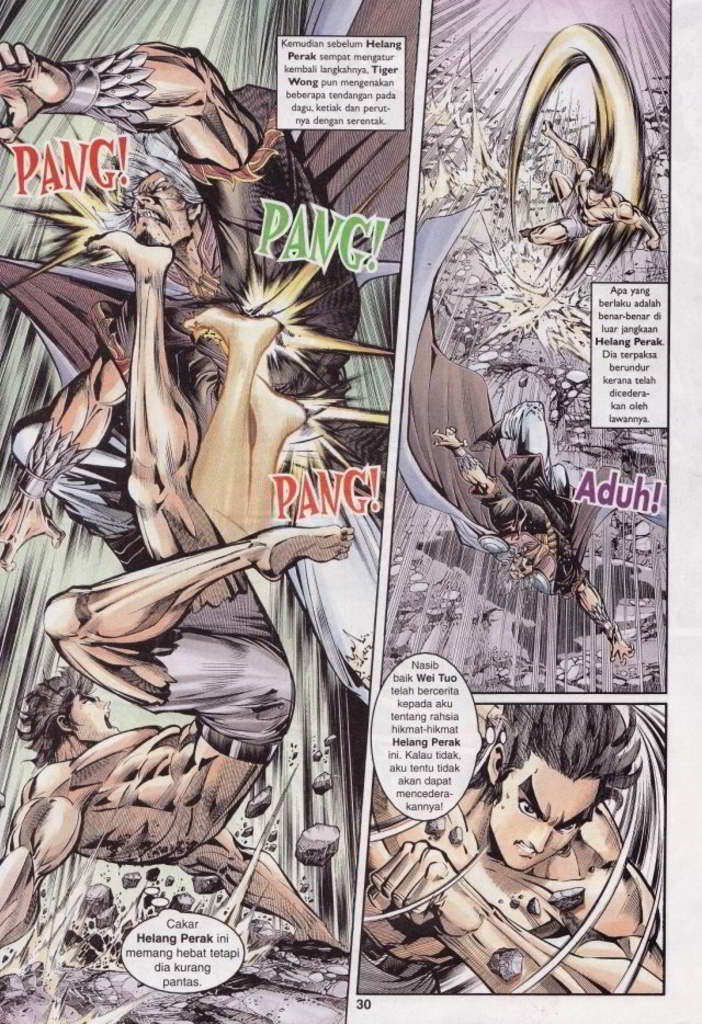 Kemudian sebelum Helang
Perak sempat mengatur
kembali langkahnya, Tiger
Wong pun mengenakan
beberapa tendangan pada
dagu, ketiak dan perut-
nya dengan serentak.
PANG!
PANG!
PANG!
Cakar
Helang Perak ini
memang hebat tetapi
dia kurang
pantas.
Apa yang
berlaku adalah
benar-benar di
luar jangkaan
Helang Perak.
Dia terpaksa
berundur
kerana telah
dicedera-
kan oleh
lawannya.
Aduh!
Nasib
baik Wei Tuo
telah bercerita
kepada aku
tentang rahsia
hikmat-hikmat
Helang Perak
ini. Kalau tidak,
aku tentu tidak
akan dapat
mencedera-
kannya!
30